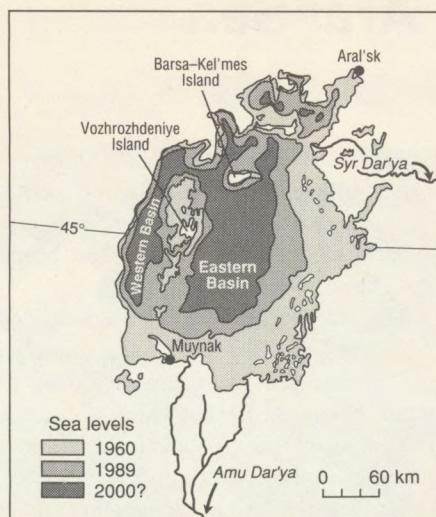 Aral'sk
Barsa–Kel'mes
Island
Vozhrozhdeniye
Island
Syr Dar'ya
45°
Western Basin
Eastern
Basin
Muynak
Sea levels
1960
1989
2000?
Amu Dar'ya
0 60 km